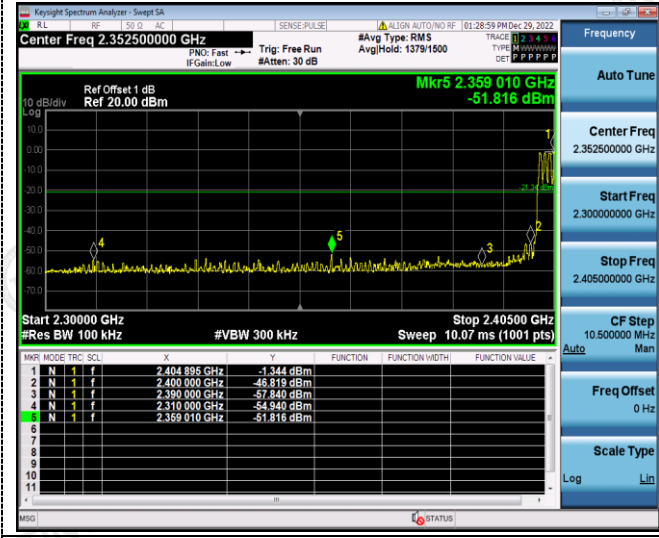 Keysight Spectrum Analyzer - Swept SA
RL RF 50 Ω AC SENSE:PULSE ALIGN AUTO/NO RF 01:28:59 PM Dec 29, 2022
Center Freq 2.352500000 GHz
PNO: Fast
IFGain:Low
Trig: Free Run
#Atten: 30 dB
#Avg Type: RMS
Avg|Hold: 1379/1500
TRACE 1 2 3 4 5 6
TYPE M WWWWW
DET P P P P P P
Mkr5 2.359 010 GHz
-51.816 dBm
Ref Offset 1 dB
10 dB/div Ref 20.00 dBm
Log
10.0
0.00
-10.0
-20.0
-30.0
-40.0
-50.0
-60.0
-70.0
1
-21.34 dBm
2
3
4
5
Start 2.30000 GHz Stop 2.40500 GHz
#Res BW 100 kHz #VBW 300 kHz Sweep 10.07 ms (1001 pts)
MKR MODE TRC SCL X Y FUNCTION FUNCTION WIDTH FUNCTION VALUE
1 N 1 f 2.404 895 GHz -1.344 dBm
2 N 1 f 2.400 000 GHz -46.819 dBm
3 N 1 f 2.390 000 GHz -57.840 dBm
4 N 1 f 2.310 000 GHz -54.940 dBm
5 N 1 f 2.359 010 GHz -51.816 dBm
6
7
8
9
10
11
MSG STATUS
Frequency
Auto Tune
Center Freq
2.352500000 GHz
Start Freq
2.300000000 GHz
Stop Freq
2.405000000 GHz
CF Step
10.500000 MHz
Auto Man
Freq Offset
0 Hz
Scale Type
Log Lin